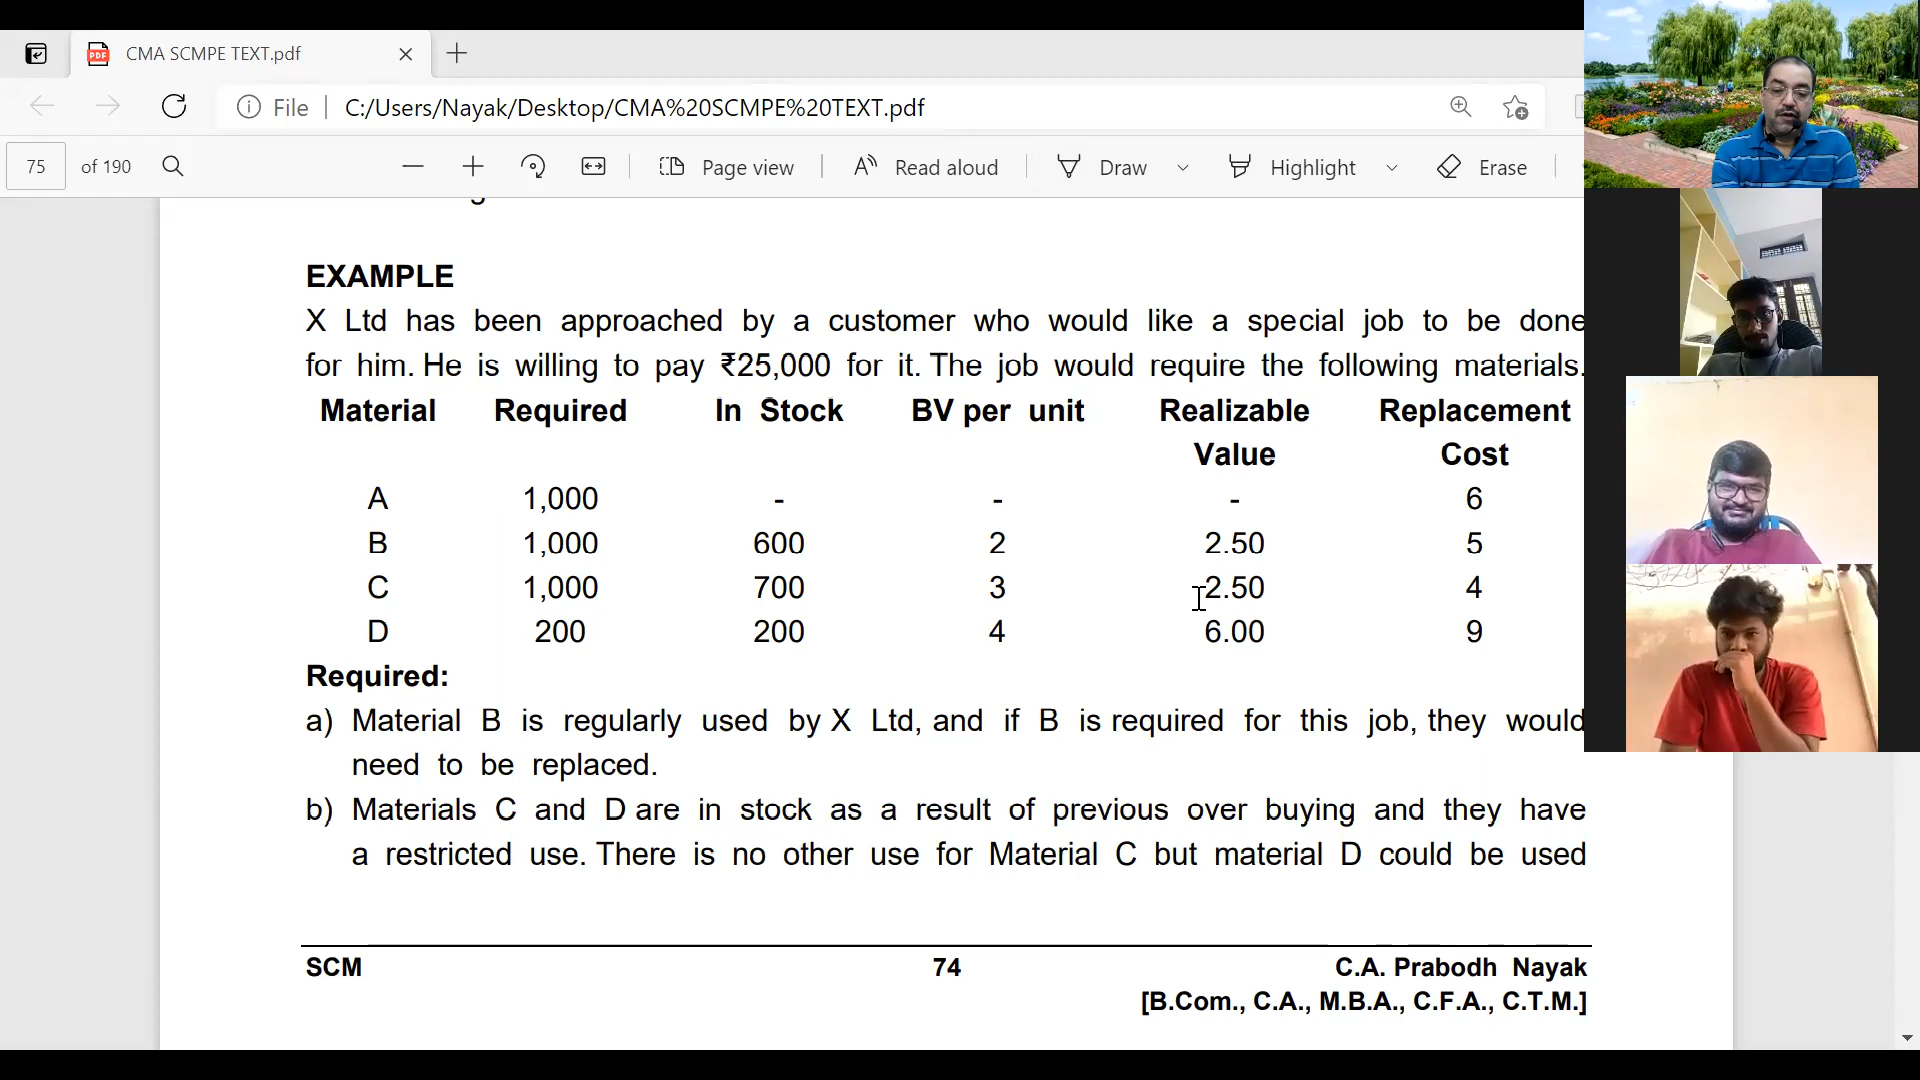 CMA SCMPE TEXT.pdf
File | C:/Users/Nayak/Desktop/CMA%20SCMPE%20TEXT.pdf
75 of 190 Page view Read aloud Draw Highlight Erase
EXAMPLE
X Ltd has been approached by a customer who would like a special job to be done
for him. He is willing to pay ₹25,000 for it. The job would require the following materials.
Material Required In Stock BV per unit Realizable Replacement
Value Cost
A 1,000 - - - 6
B 1,000 600 2 2.50 5
C 1,000 700 3 2.50 4
D 200 200 4 6.00 9
Required:
a) Material B is regularly used by X Ltd, and if B is required for this job, they would
need to be replaced.
b) Materials C and D are in stock as a result of previous over buying and they have
a restricted use. There is no other use for Material C but material D could be used
SCM 74 C.A. Prabodh Nayak
[B.Com., C.A., M.B.A., C.F.A., C.T.M.]